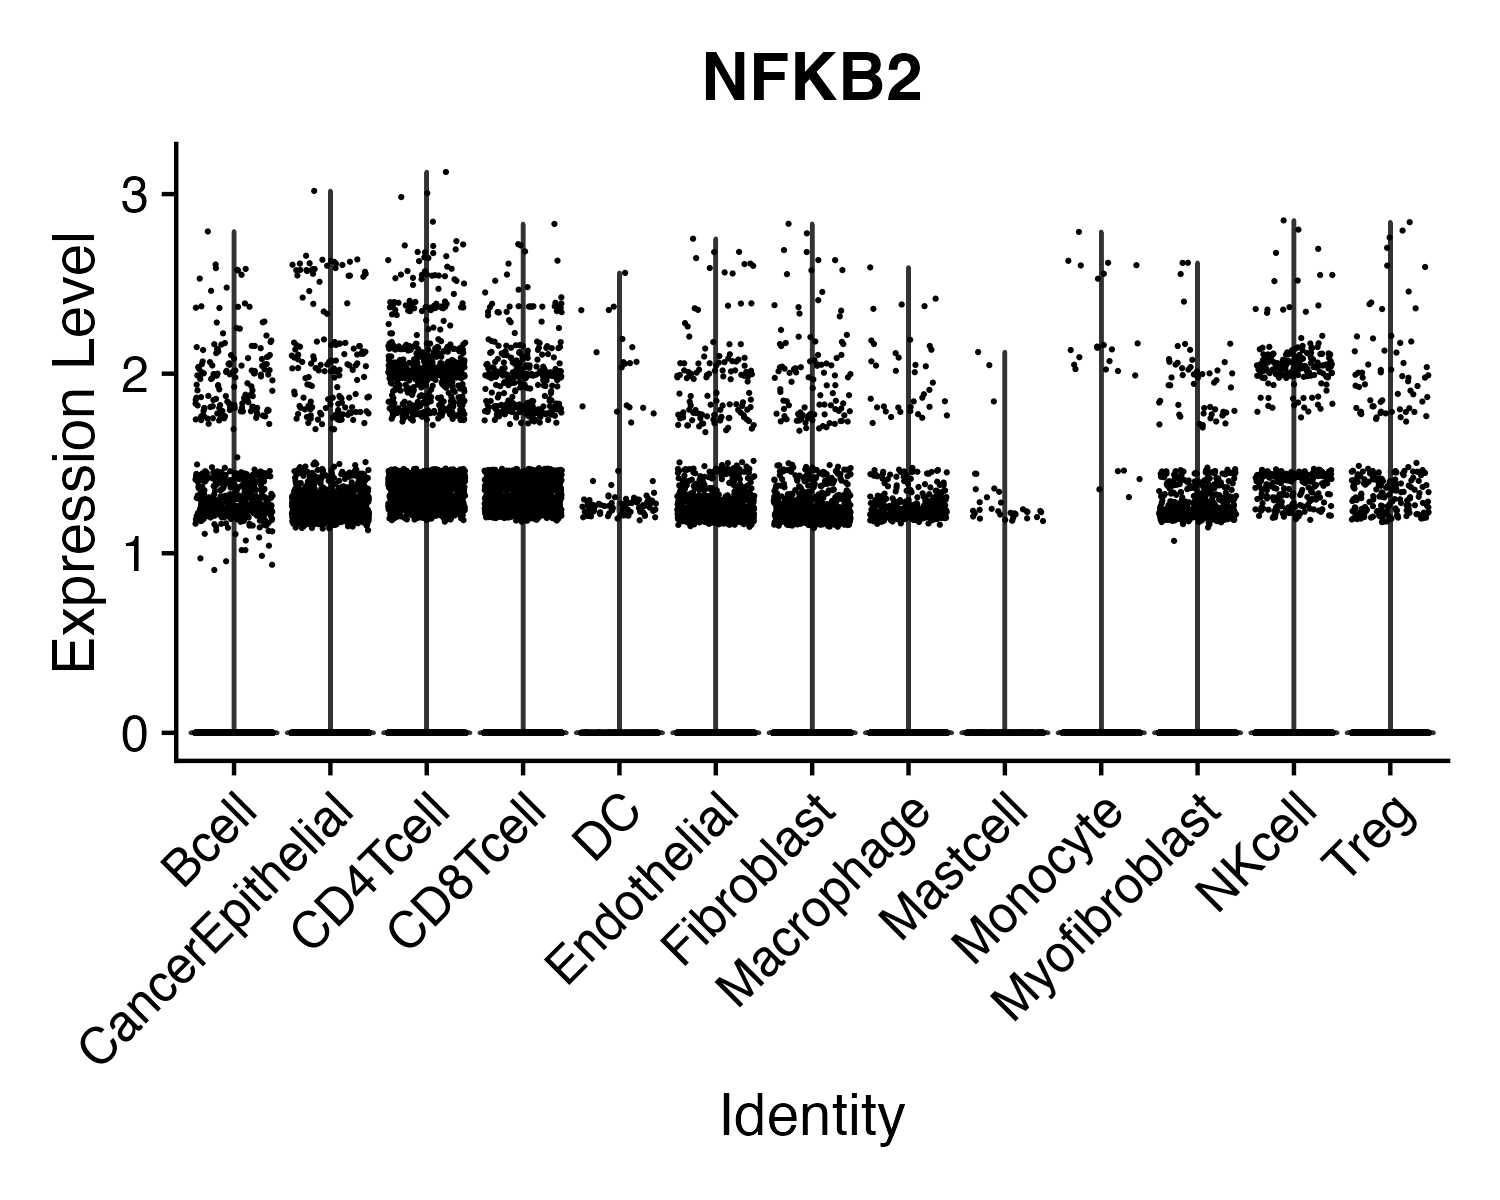 NFKB2
Expression Level
3
2
1
0
Bcell
CancerEpithelial
CD4Tcell
CD8Tcell
DC
Endothelial
Fibroblast
Macrophage
Mastcell
Monocyte
Myofibroblast
NKcell
Treg
Identity